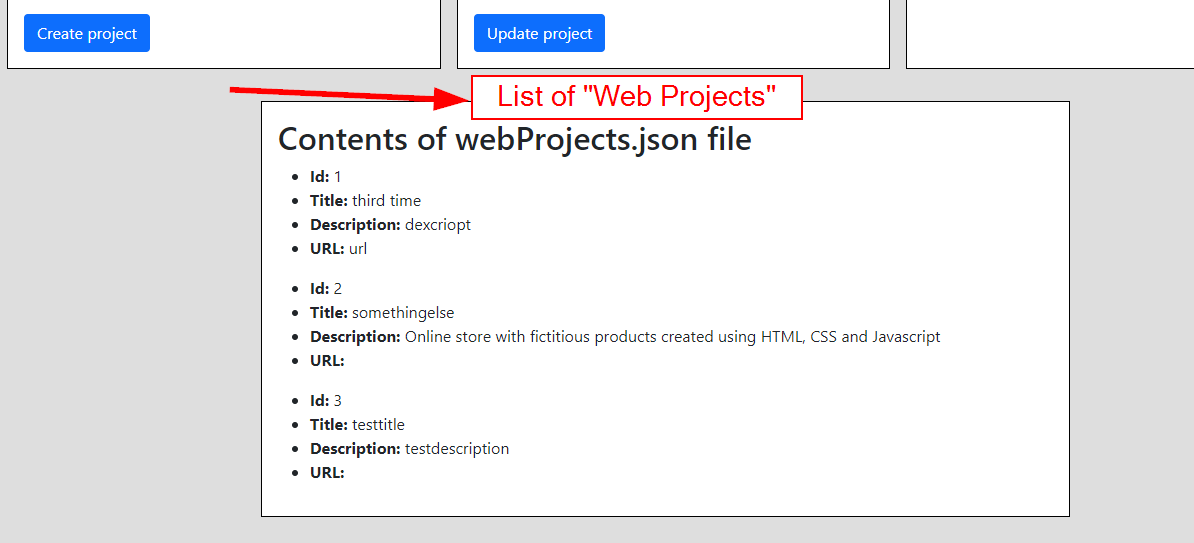 Create project
Update project
List of "Web Projects"
Contents of webProjects.json file
Id: 1
Title: third time
Description: dexcriopt
URL: url
Id: 2
Title: somethingelse
Description: Online store with fictitious products created using HTML, CSS and Javascript
URL:
Id: 3
Title: testtitle
Description: testdescription
URL: